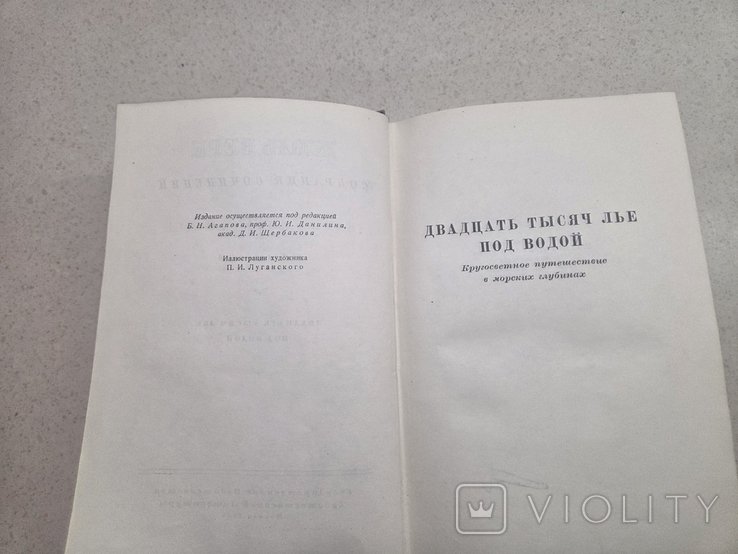 Издание осуществляется под редакцией
Б. Н. Агапова, проф. Ю. И. Данилина,
акад. Д. И. Щербакова
Иллюстрации художника
П. И. Луганского
ДВАДЦАТЬ ТЫСЯЧ ЛЬЕ
ПОД ВОДОЙ
Кругосветное путешествие
в морских глубинах
VIOLITY